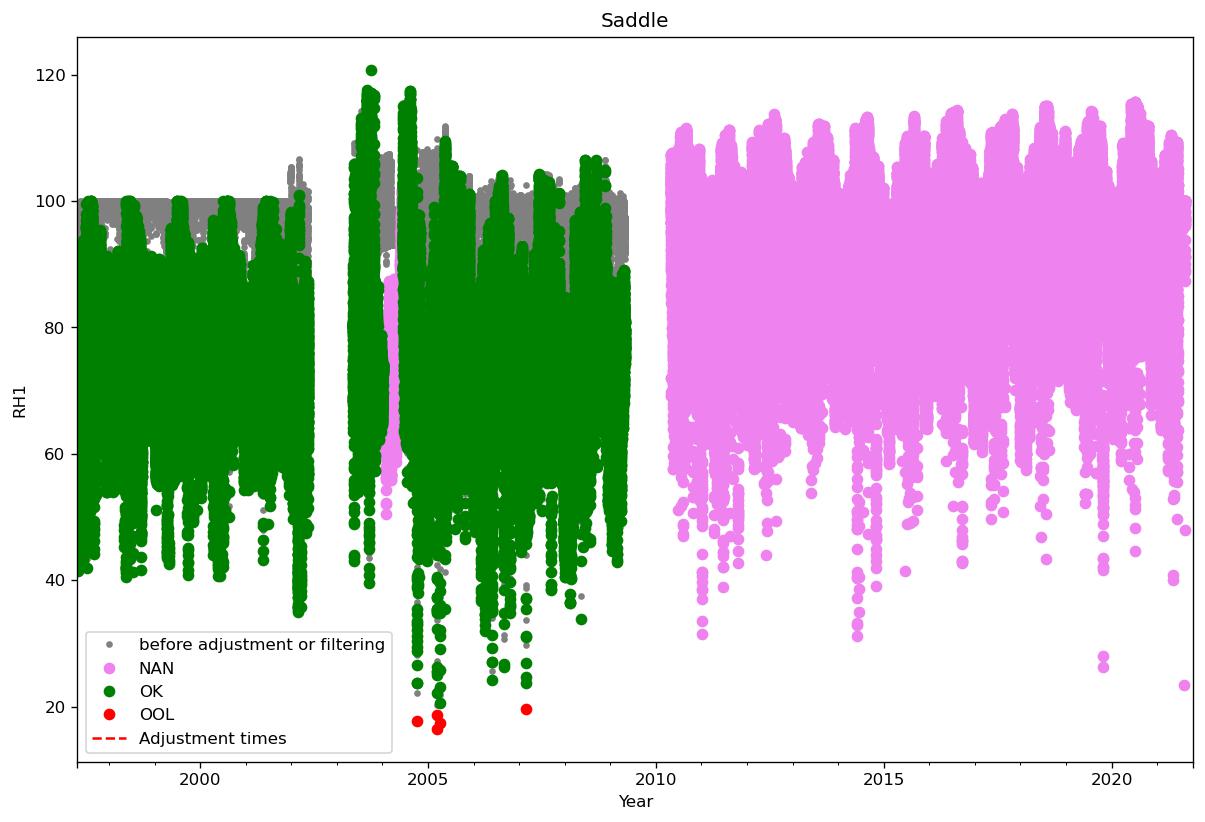 Saddle
120
100
80
60
40
20
RH1
before adjustment or filtering
NAN
OK
OOL
Adjustment times
2000 2005 2010 2015 2020
Year